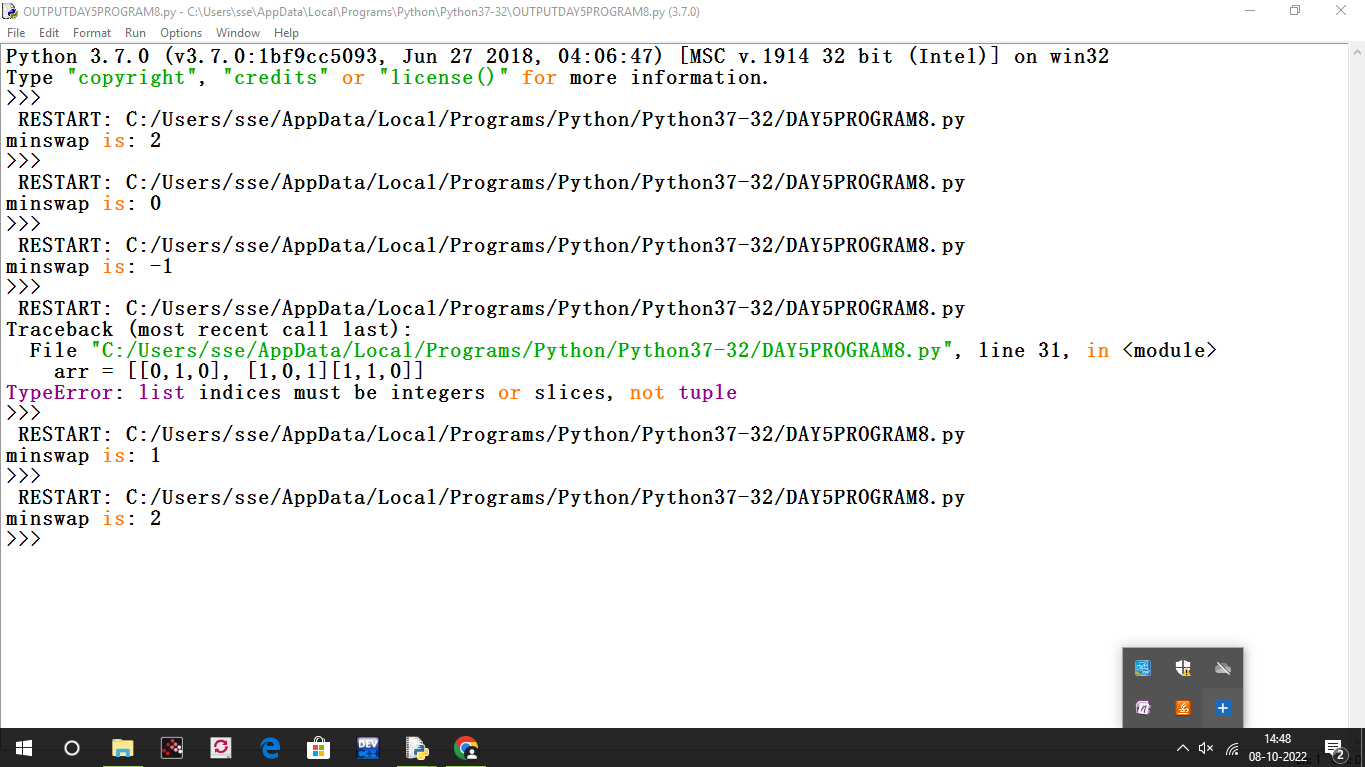 OUTPUTDAY5PROGRAM8.py - C:\Users\sse\AppData\Local\Programs\Python\Python37-32\OUTPUTDAY5PROGRAM8.py (3.7.0)
File Edit Format Run Options Window Help
Python 3.7.0 (v3.7.0:1bf9cc5093, Jun 27 2018, 04:06:47) [MSC v.1914 32 bit (Intel)] on win32
Type "copyright", "credits" or "license()" for more information.
>>>
RESTART: C:/Users/sse/AppData/Local/Programs/Python/Python37-32/DAY5PROGRAM8.py
minswap is: 2
>>>
RESTART: C:/Users/sse/AppData/Local/Programs/Python/Python37-32/DAY5PROGRAM8.py
minswap is: 0
>>>
RESTART: C:/Users/sse/AppData/Local/Programs/Python/Python37-32/DAY5PROGRAM8.py
minswap is: -1
>>>
RESTART: C:/Users/sse/AppData/Local/Programs/Python/Python37-32/DAY5PROGRAM8.py
Traceback (most recent call last):
File "C:/Users/sse/AppData/Local/Programs/Python/Python37-32/DAY5PROGRAM8.py", line 31, in <module>
arr = [[0,1,0], [1,0,1][1,1,0]]
TypeError: list indices must be integers or slices, not tuple
>>>
RESTART: C:/Users/sse/AppData/Local/Programs/Python/Python37-32/DAY5PROGRAM8.py
minswap is: 1
>>>
RESTART: C:/Users/sse/AppData/Local/Programs/Python/Python37-32/DAY5PROGRAM8.py
minswap is: 2
>>>
DEV
14:48
08-10-2022
2